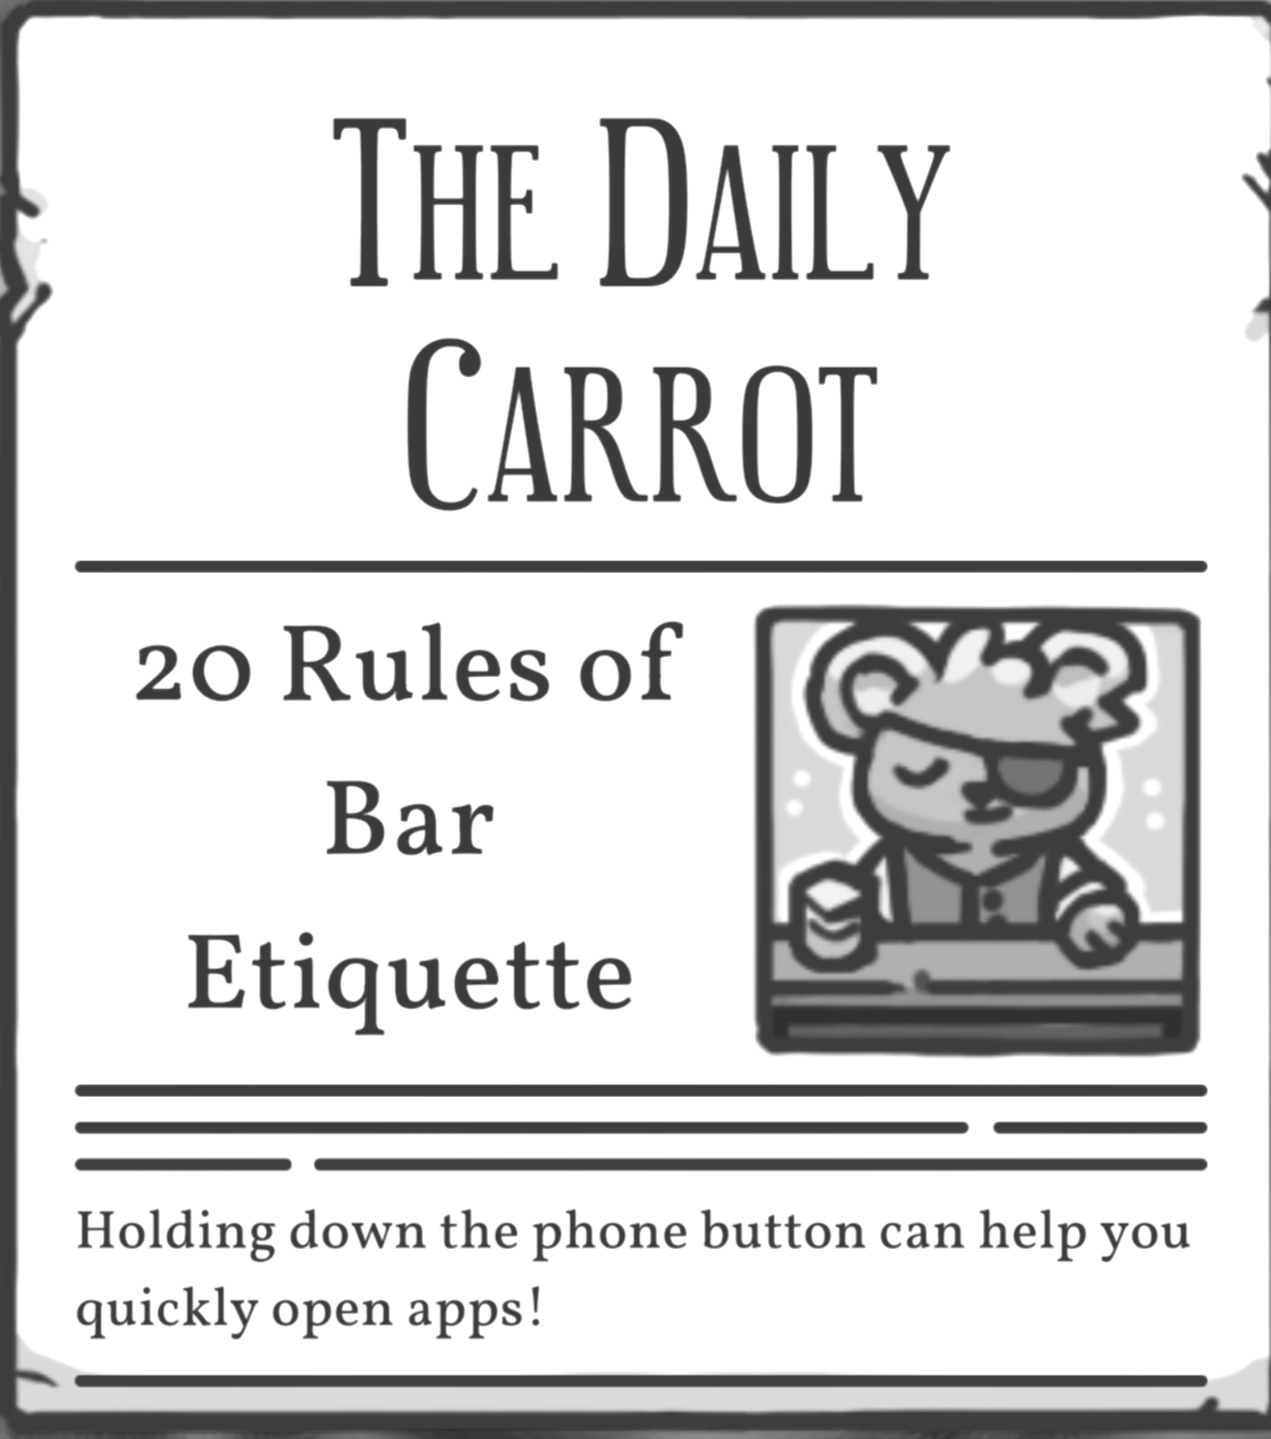 The Daily
Carrot
20 Rules of
Bar
Etiquette
Holding down the phone button can help you
quickly open apps!